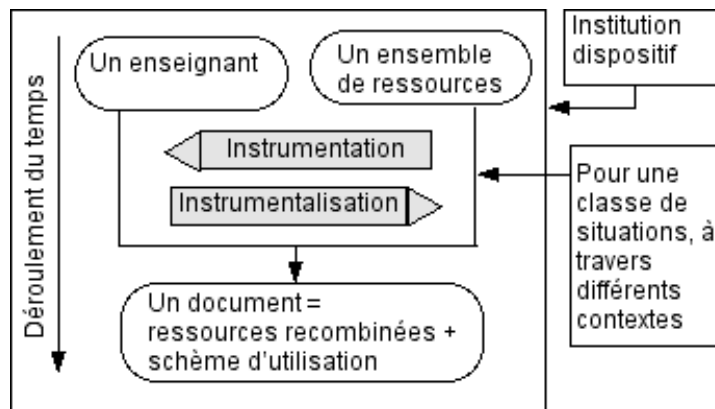 Déroulement du temps
Un enseignant
Un ensemble
de ressources
Institution
dispositif
Instrumentation
Instrumentalisation
Pour une
classe de
situations, à
travers
différents
contextes
Un document =
ressources recombinées +
schème d'utilisation